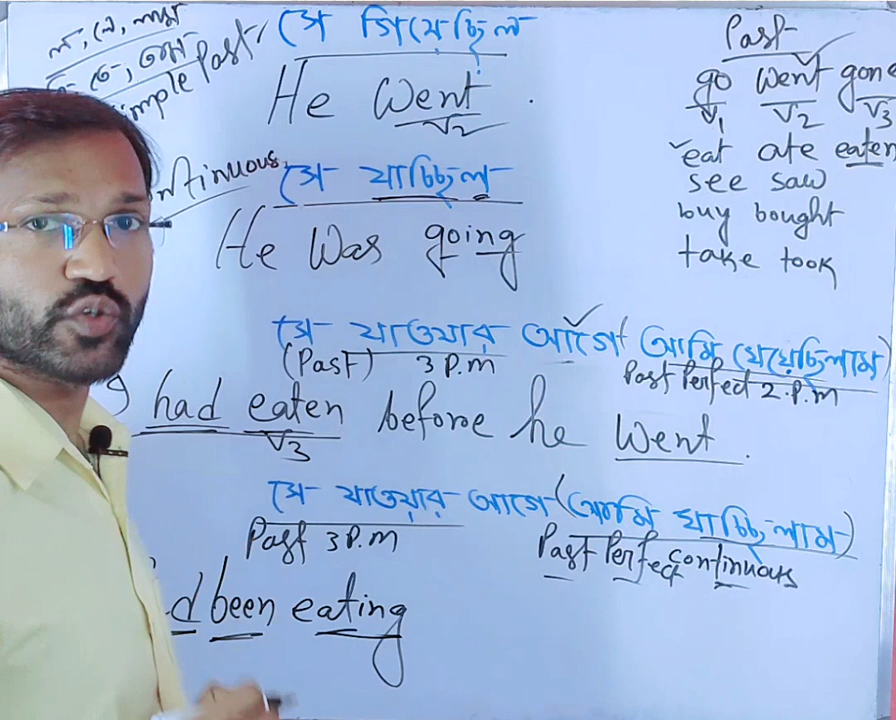 ল, লে, লাম
তে, তাম
Simple Past
সে গিয়েছিল
He Went .
V2
Continuous
সে যাচ্ছিল
He Was going
Past
go went gone
V1 V2 V3
eat ate eaten
see saw
buy bought
take took
সে যাওয়ার আগে (আমি খেয়েছিলাম)
(Past) 3 P.m Past Perfect 2.P.m
I had eaten before he Went .
V3
সে যাওয়ার আগে (আমি খাচ্ছিলাম)
Past 3 P.m Past Perfect continuous
been eating